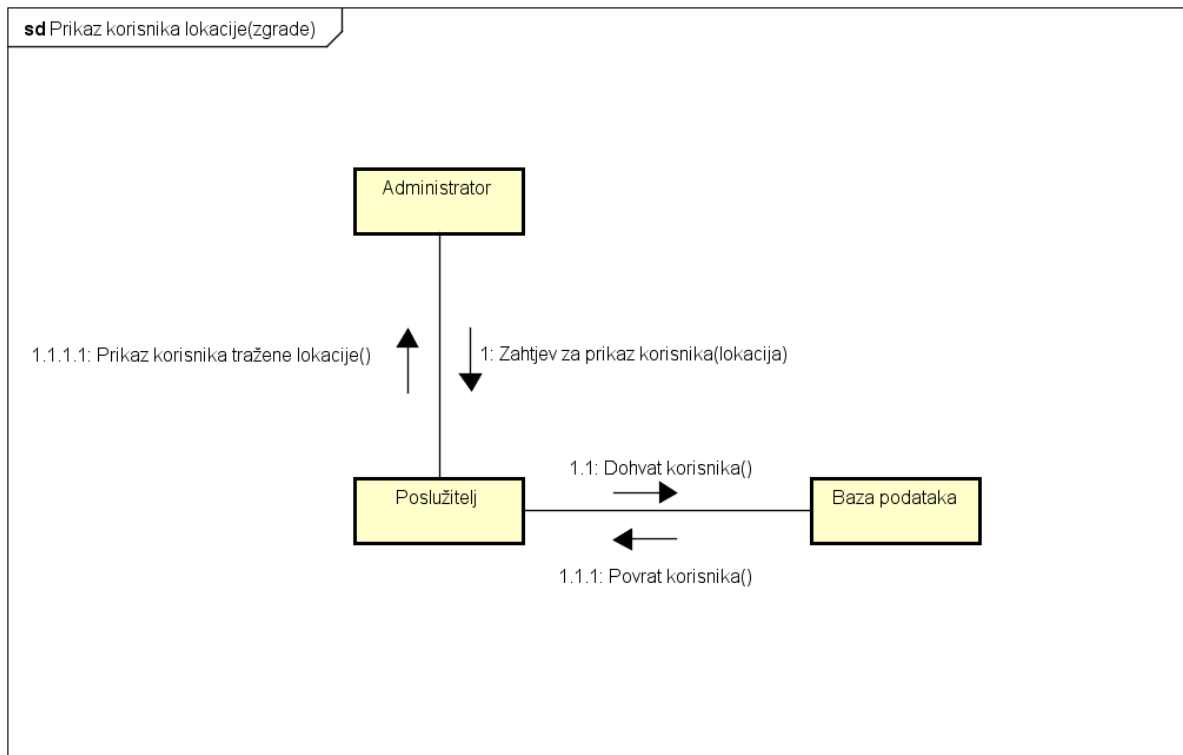 sd Prikaz korisnika lokacije(zgrade)
Administrator
1.1.1.1: Prikaz korisnika tražene lokacije()
1: Zahtjev za prikaz korisnika(lokacija)
1.1: Dohvat korisnika()
Poslužitelj
Baza podataka
1.1.1: Povrat korisnika()